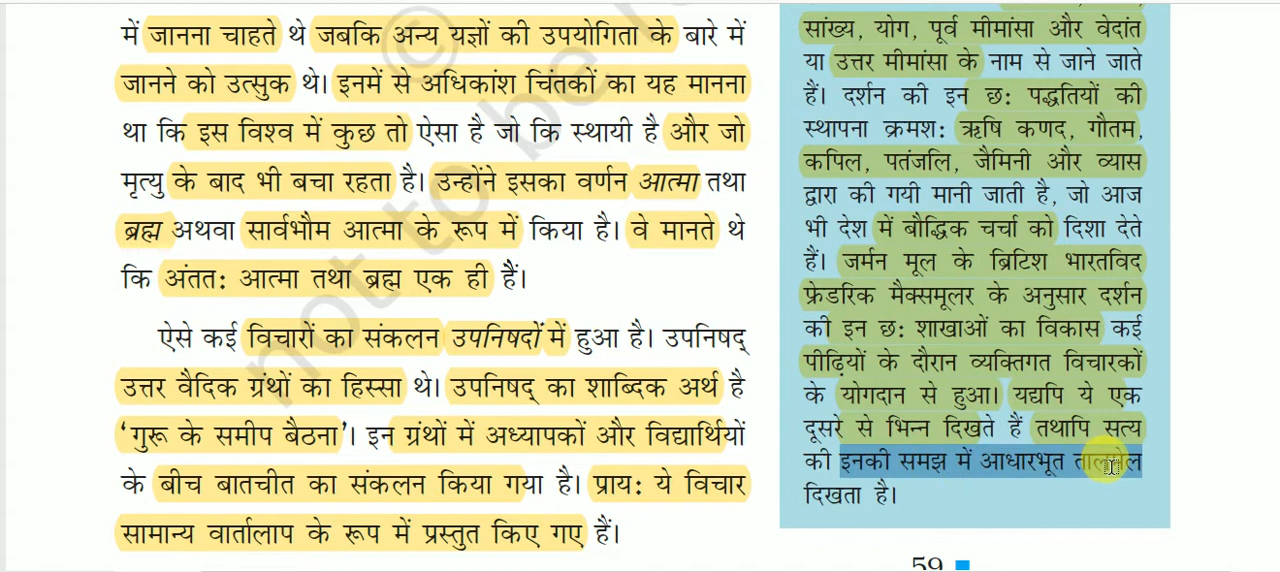 में जानना चाहते थे जबकि अन्य यज्ञों की उपयोगिता के बारे में
जानने को उत्सुक थे। इनमें से अधिकांश चिंतकों का यह मानना
था कि इस विश्व में कुछ तो ऐसा है जो कि स्थायी है और जो
मृत्यु के बाद भी बचा रहता है। उन्होंने इसका वर्णन आत्मा तथा
ब्रह्म अथवा सार्वभौम आत्मा के रूप में किया है। वे मानते थे
कि अंतत: आत्मा तथा ब्रह्म एक ही हैं।
ऐसे कई विचारों का संकलन उपनिषदों में हुआ है। उपनिषद्
उत्तर वैदिक ग्रंथों का हिस्सा थे। उपनिषद् का शाब्दिक अर्थ है
‘गुरू के समीप बैठना’। इन ग्रंथों में अध्यापकों और विद्यार्थियों
के बीच बातचीत का संकलन किया गया है। प्राय: ये विचार
सामान्य वार्तालाप के रूप में प्रस्तुत किए गए हैं।
सांख्य, योग, पूर्व मीमांसा और वेदांत
या उत्तर मीमांसा के नाम से जाने जाते
हैं। दर्शन की इन छ: पद्धतियों की
स्थापना क्रमश: ऋषि कणद, गौतम,
कपिल, पतंजलि, जैमिनी और व्यास
द्वारा की गयी मानी जाती है, जो आज
भी देश में बौद्धिक चर्चा को दिशा देते
हैं। जर्मन मूल के ब्रिटिश भारतविद
फ्रेडरिक मैक्समूलर के अनुसार दर्शन
की इन छ: शाखाओं का विकास कई
पीढ़ियों के दौरान व्यक्तिगत विचारकों
के योगदान से हुआ। यद्यपि ये एक
दूसरे से भिन्न दिखते हैं तथापि सत्य
की इनकी समझ में आधारभूत तालमेल
दिखता है।
59
© not to be